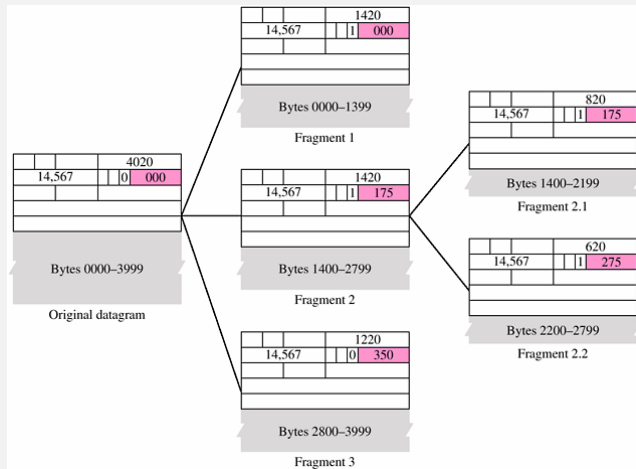 4020
14,567 0 000
Bytes 0000–3999
Original datagram
1420
14,567 1 000
Bytes 0000–1399
Fragment 1
1420
14,567 1 175
Bytes 1400–2799
Fragment 2
1220
14,567 0 350
Bytes 2800–3999
Fragment 3
820
14,567 1 175
Bytes 1400–2199
Fragment 2.1
620
14,567 1 275
Bytes 2200–2799
Fragment 2.2